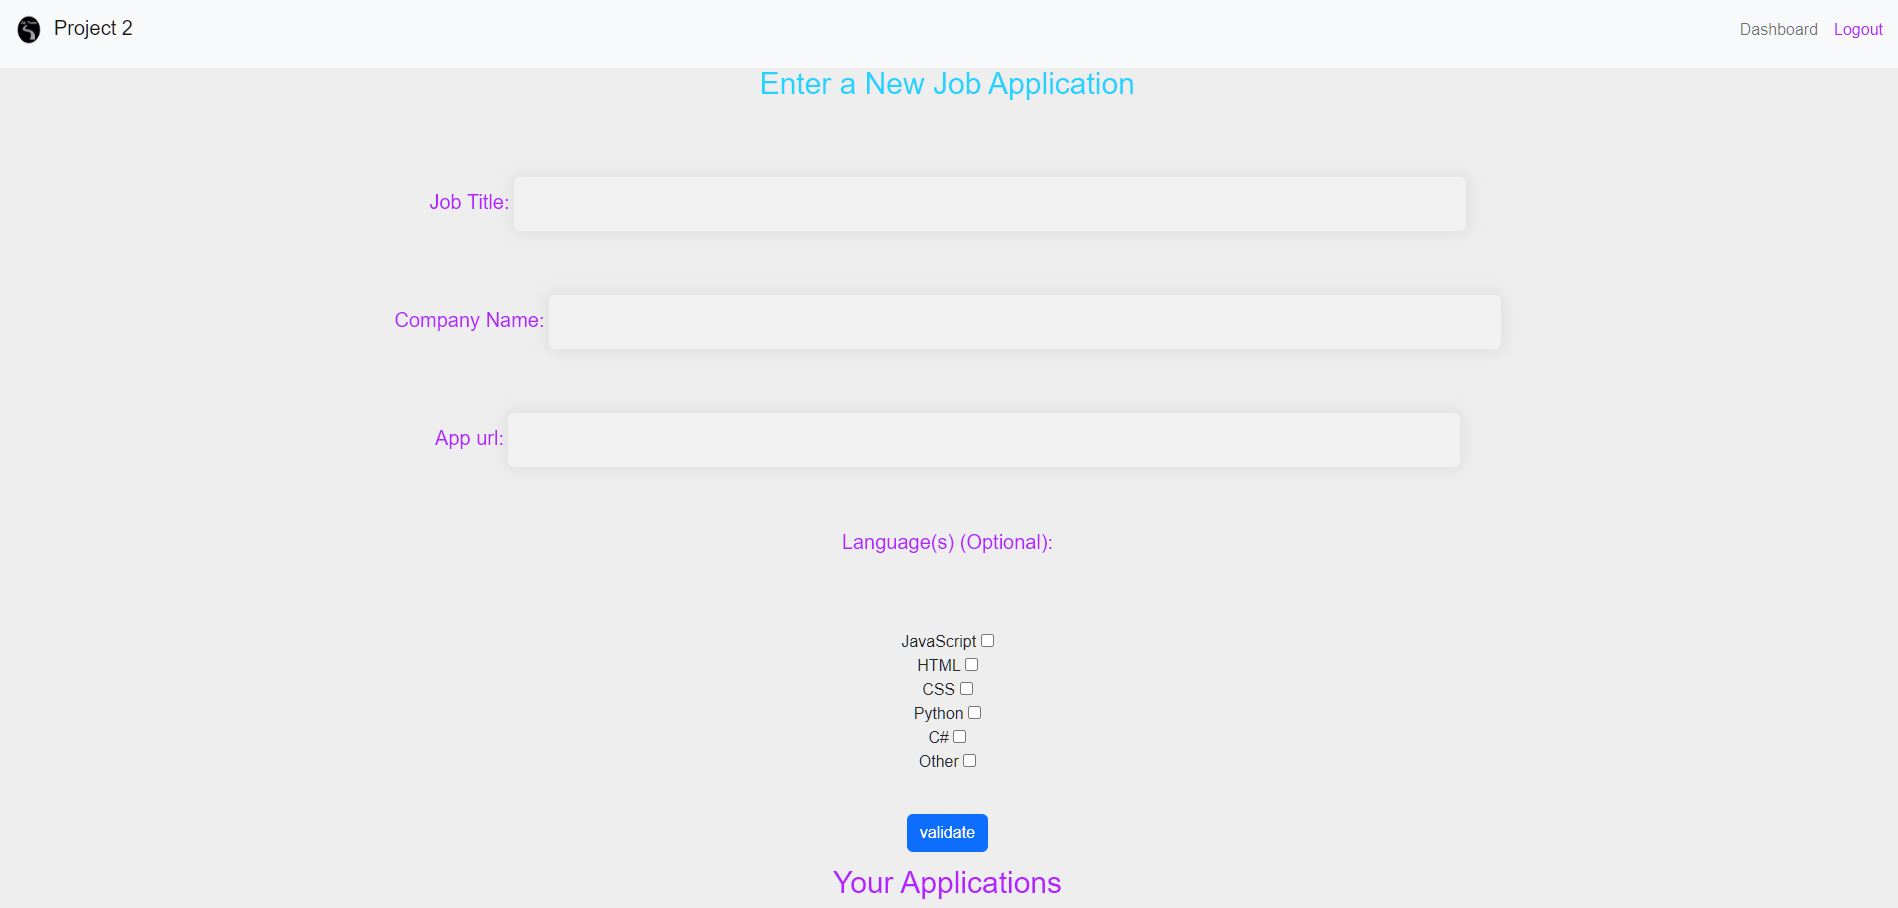 Project 2
Dashboard Logout
Enter a New Job Application
Job Title:
Company Name:
App url:
Language(s) (Optional):
JavaScript
HTML
CSS
Python
C#
Other
validate
Your Applications